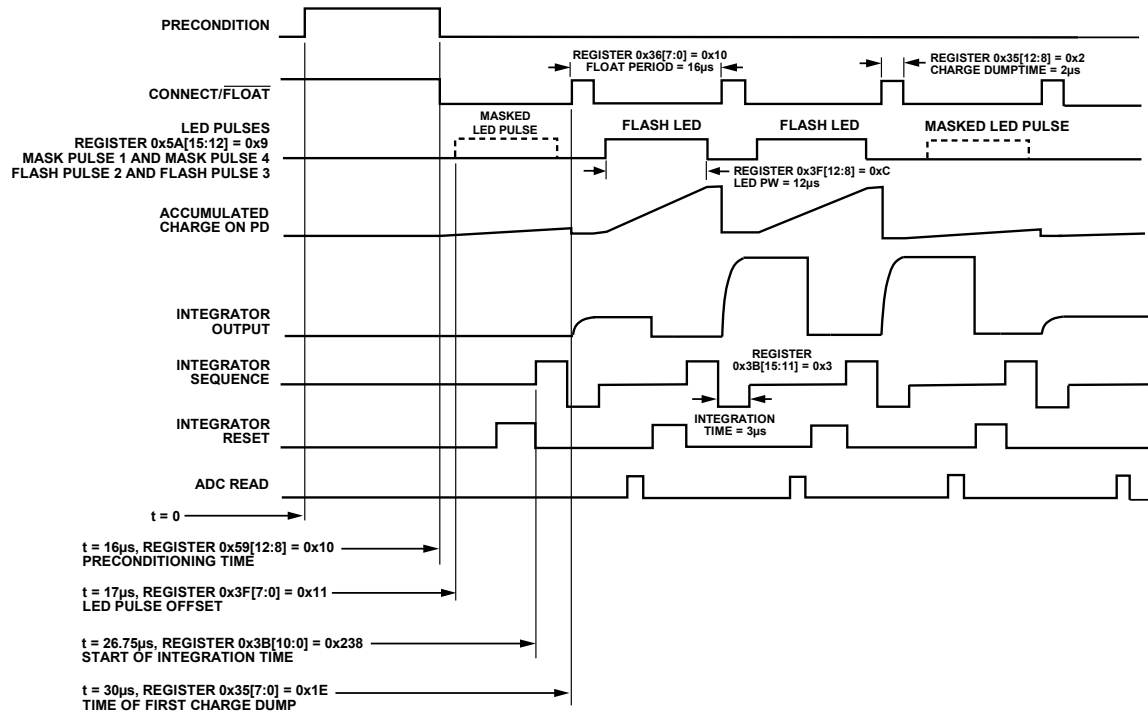 PRECONDITION
REGISTER 0x36[7:0] = 0x10
FLOAT PERIOD = 16µs
REGISTER 0x35[12:8] = 0x2
CHARGE DUMPTIME = 2µs
CONNECT/FLOAT
LED PULSES
REGISTER 0x5A[15:12] = 0x9
MASK PULSE 1 AND MASK PULSE 4
FLASH PULSE 2 AND FLASH PULSE 3
MASKED
LED PULSE
FLASH LED
FLASH LED
MASKED LED PULSE
REGISTER 0x3F[12:8] = 0xC
LED PW = 12µs
ACCUMULATED
CHARGE ON PD
INTEGRATOR
OUTPUT
INTEGRATOR
SEQUENCE
REGISTER
0x3B[15:11] = 0x3
INTEGRATION
TIME = 3µs
INTEGRATOR
RESET
ADC READ
t = 0
t = 16µs, REGISTER 0x59[12:8] = 0x10
PRECONDITIONING TIME
t = 17µs, REGISTER 0x3F[7:0] = 0x11
LED PULSE OFFSET
t = 26.75µs, REGISTER 0x3B[10:0] = 0x238
START OF INTEGRATION TIME
t = 30µs, REGISTER 0x35[7:0] = 0x1E
TIME OF FIRST CHARGE DUMP